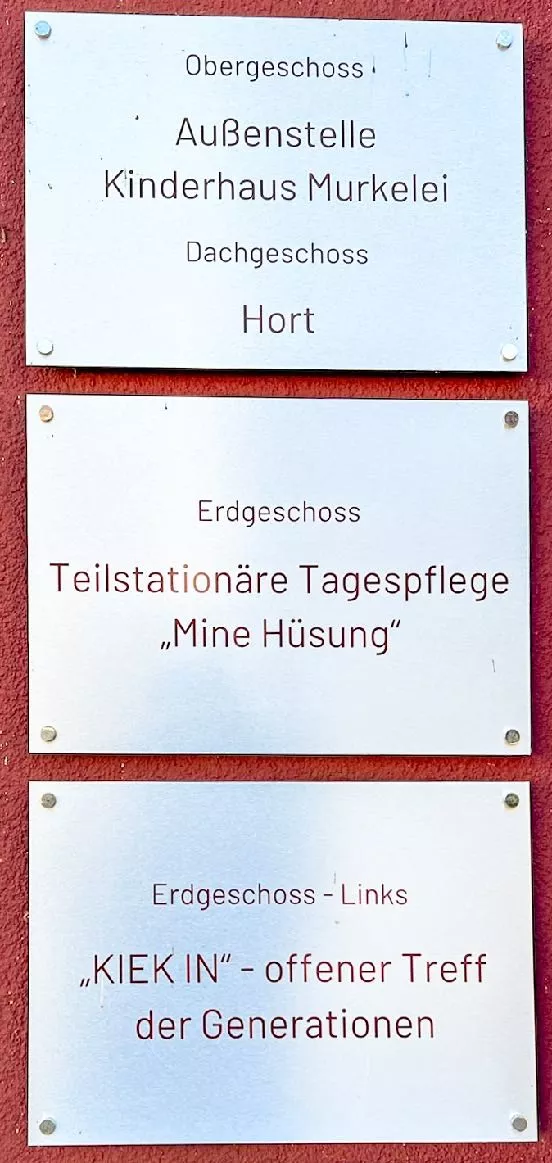 Obergeschoss
Außenstelle
Kinderhaus Murkelei
Dachgeschoss
Hort
Erdgeschoss
Teilstationäre Tagespflege
„Mine Hüsung“
Erdgeschoss - Links
„KIEK IN“ - offener Treff
der Generationen